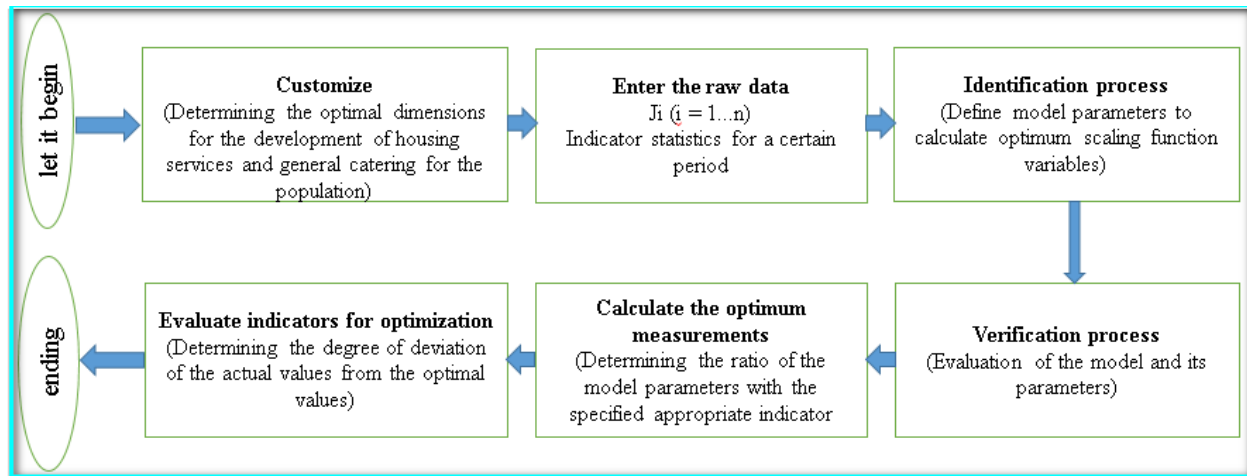 let it begin
Customize
(Determining the optimal dimensions
for the development of housing
services and general catering for the
population)
Enter the raw data
Ji (i = 1...n)
Indicator statistics for a certain
period
Identification process
(Define model parameters to
calculate optimum scaling function
variables)
Verification process
(Evaluation of the model and its
parameters)
Calculate the optimum
measurements
(Determining the ratio of the
model parameters with the
specified appropriate indicator
Evaluate indicators for optimization
(Determining the degree of deviation
of the actual values from the optimal
values)
ending